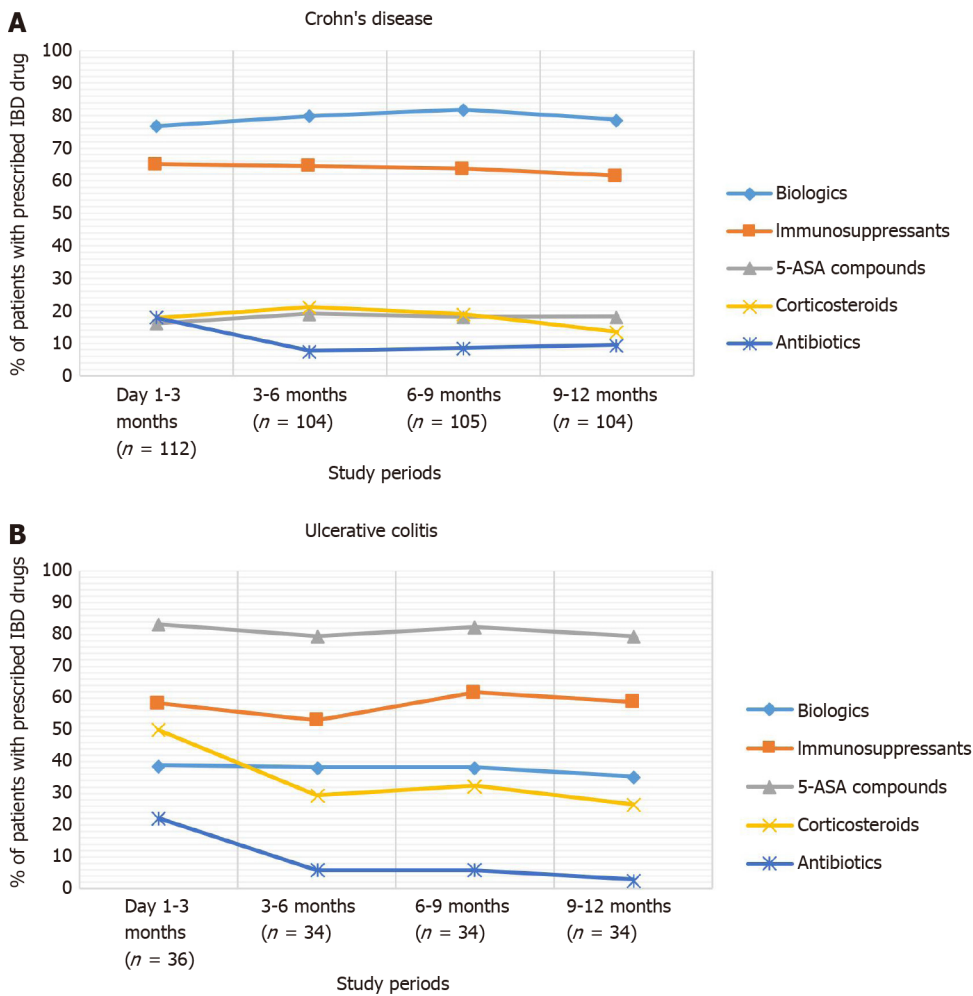 A
Crohn's disease
% of patients with prescribed IBD drug
100
90
80
70
60
50
40
30
20
10
0
Day 1-3
months
(n = 112)
3-6 months
(n = 104)
6-9 months
(n = 105)
9-12 months
(n = 104)
Study periods
Biologics
Immunosuppressants
5-ASA compounds
Corticosteroids
Antibiotics
B
Ulcerative colitis
% of patients with prescribed IBD drugs
100
90
80
70
60
50
40
30
20
10
0
Day 1-3
months
(n = 36)
3-6 months
(n = 34)
6-9 months
(n = 34)
9-12 months
(n = 34)
Study periods
Biologics
Immunosuppressants
5-ASA compounds
Corticosteroids
Antibiotics